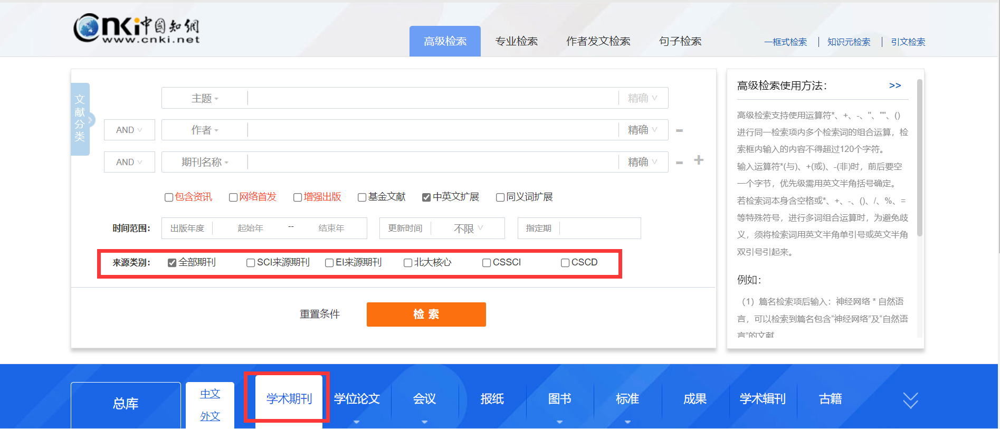 cnki中国知網
www.cnki.net
高级检索 专业检索 作者发文检索 句子检索 一框式检索 知识元检索 引文检索
文献分类
主题 精确
AND 作者 精确
AND 期刊名称 精确
包含资讯 网络首发 增强出版 基金文献 中英文扩展 同义词扩展
时间范围： 出版年度 起始年 -- 结束年 更新时间 不限 指定期
来源类别： 全部期刊 SCI来源期刊 EI来源期刊 北大核心 CSSCI CSCD
重置条件 检索
高级检索使用方法： >>
高级检索支持使用运算符*、+、-、''、""、()
进行同一检索项内多个检索词的组合运算，检
索框内输入的内容不得超过120个字符。
输入运算符*(与)、+(或)、-(非)时，前后要空
一个字节，优先级需用英文半角括号确定。
若检索词本身含空格或*、+、-、()、/、%、=
等特殊符号，进行多词组合运算时，为避免歧
义，须将检索词用英文半角单引号或英文半角
双引号引起来。
例如：
（1）篇名检索项后输入：神经网络 * 自然语
言，可以检索到篇名包含“神经网络”及“自然语
言”的文献
总库 中文 学术期刊 学位论文 会议 报纸 图书 标准 成果 学术辑刊 古籍
外文